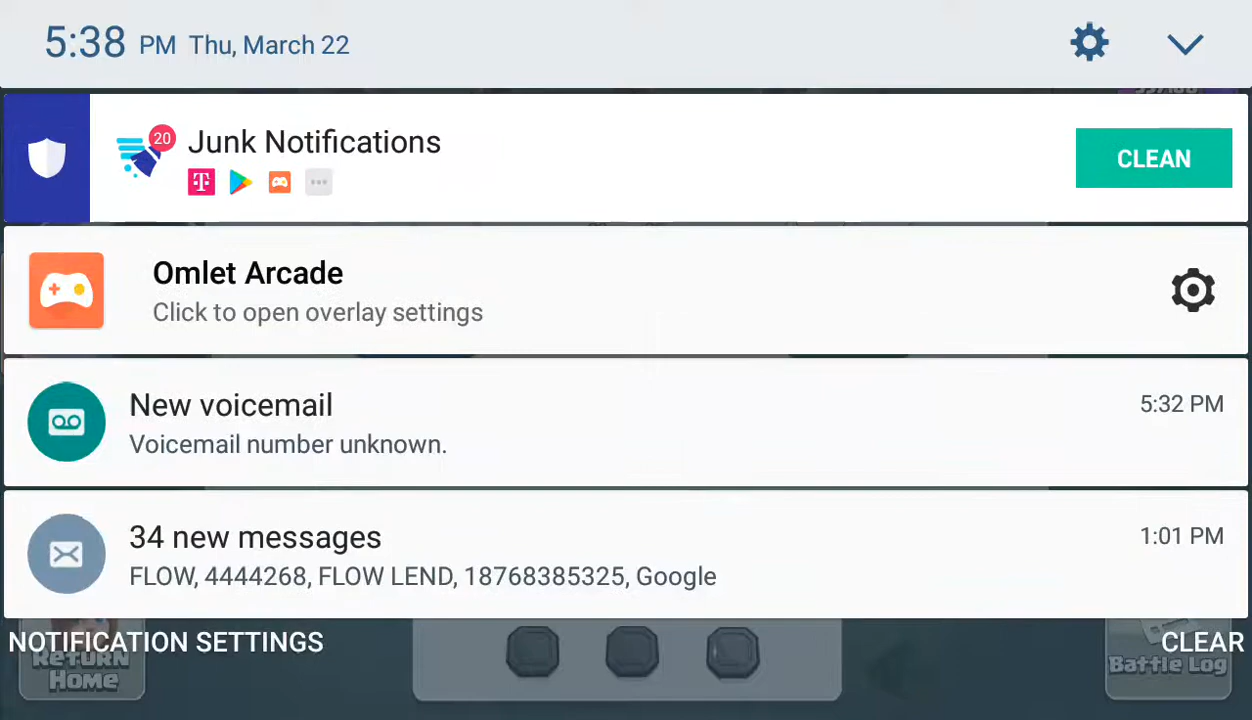 5:38 PM Thu, March 22
20
Junk Notifications
CLEAN
Omlet Arcade
Click to open overlay settings
New voicemail
5:32 PM
Voicemail number unknown.
34 new messages
1:01 PM
FLOW, 4444268, FLOW LEND, 18768385325, Google
NOTIFICATION SETTINGS
CLEAR
Return
Home
Battle Log